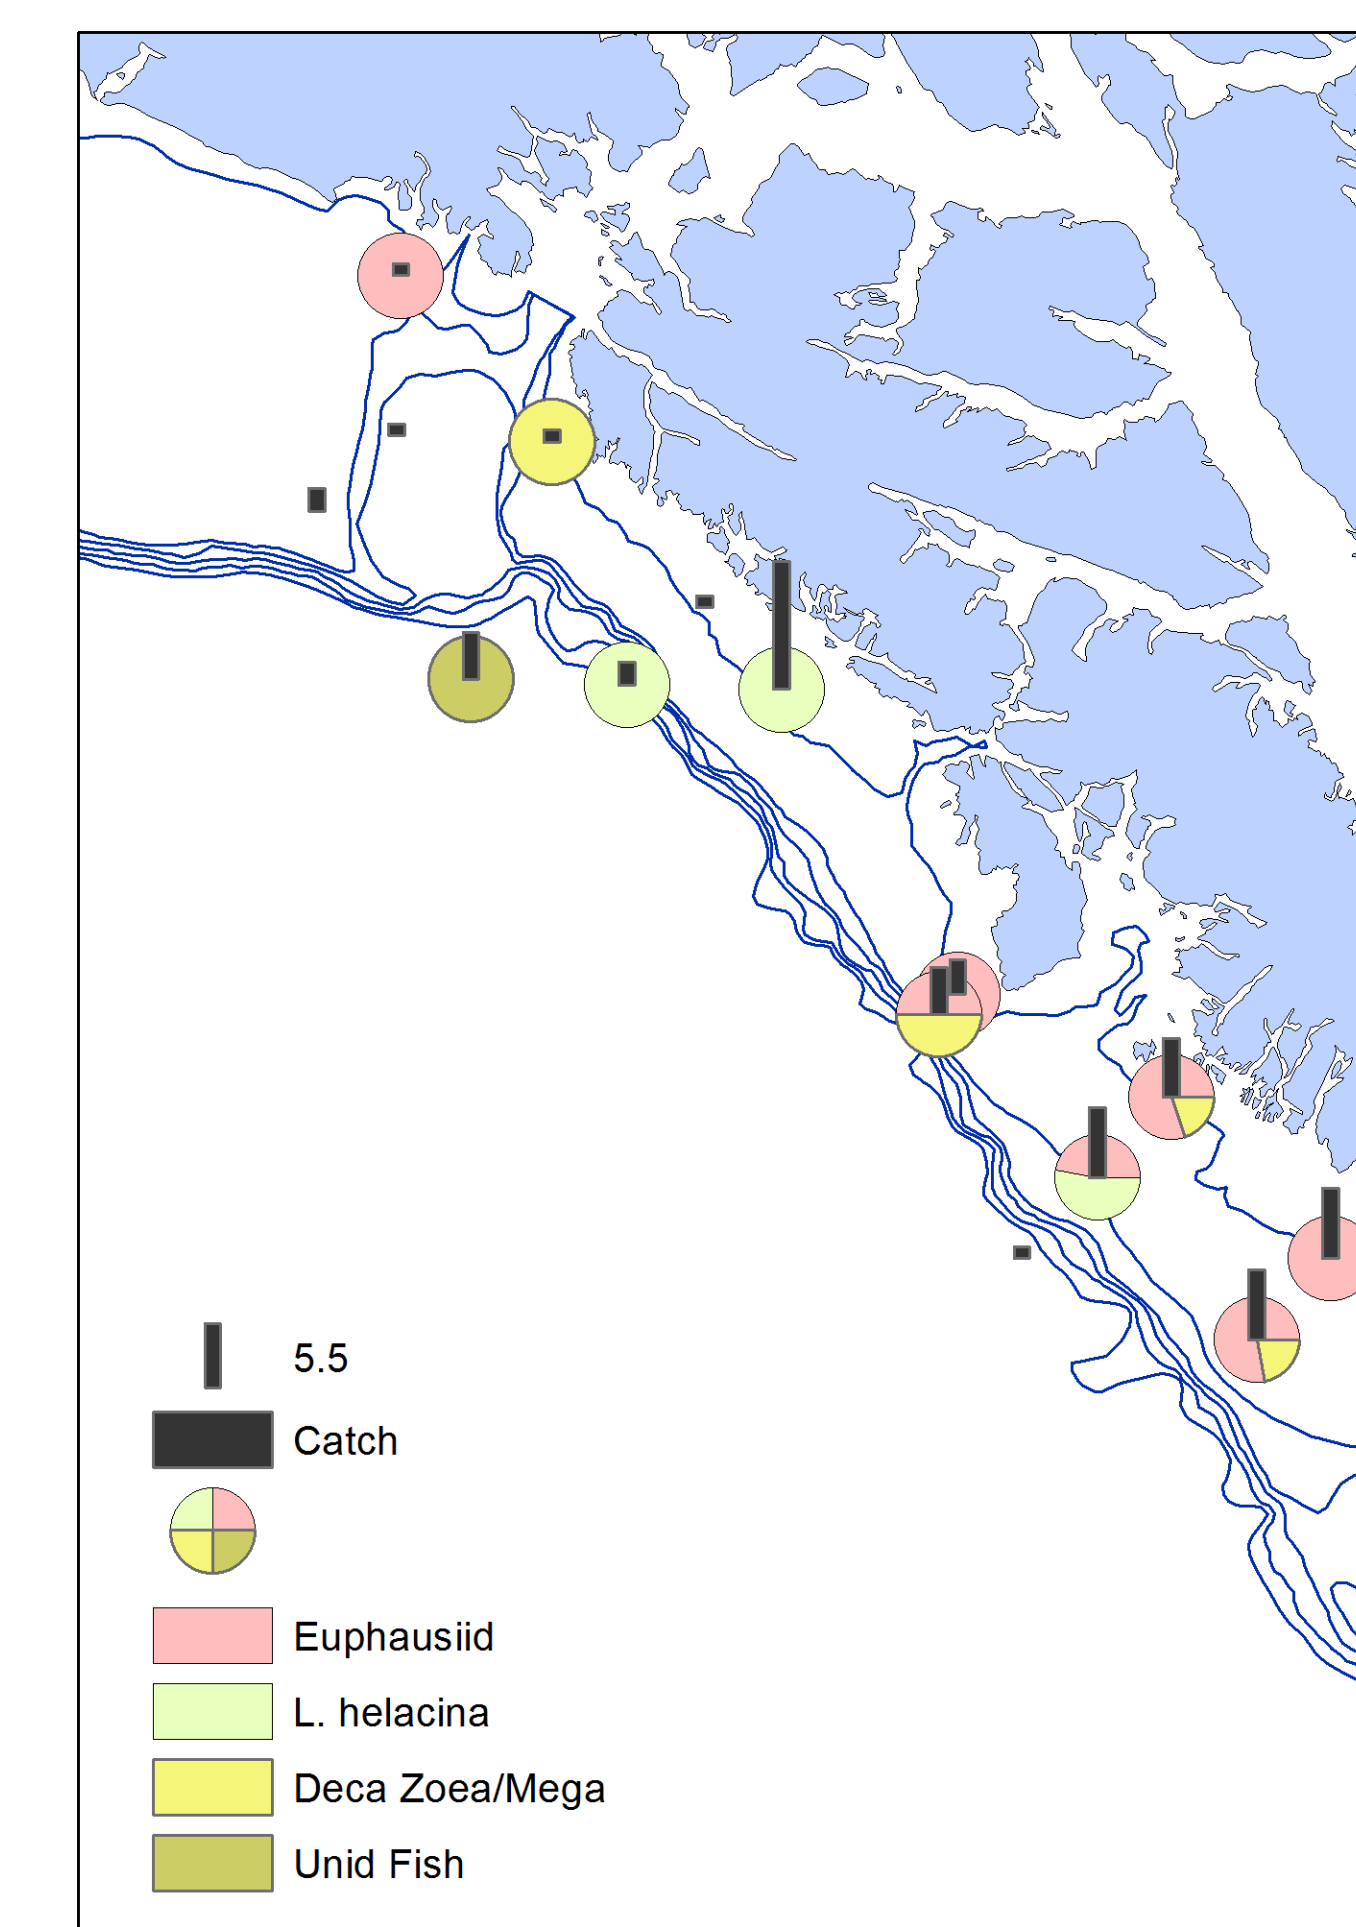 5.5
Catch
Euphausiid
L. helacina
Deca Zoea/Mega
Unid Fish